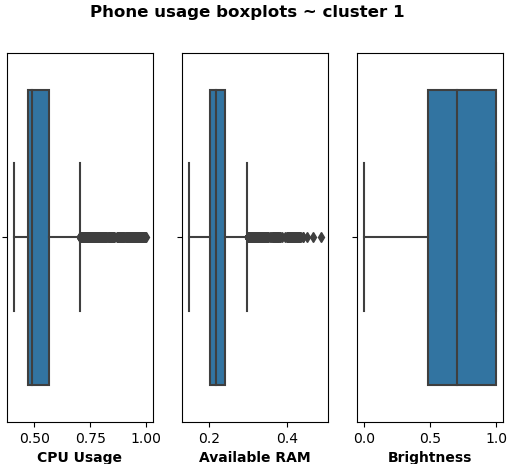 Phone usage boxplots ~ cluster 1
0.50 0.75 1.00
CPU Usage
0.2 0.4
Available RAM
0.0 0.5 1.0
Brightness